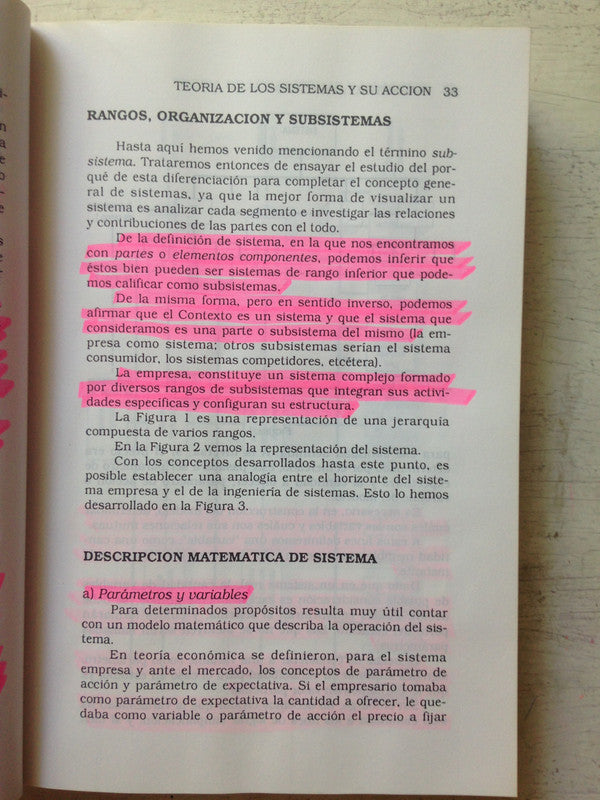 TEORIA DE LOS SISTEMAS Y SU ACCION 33
RANGOS, ORGANIZACION Y SUBSISTEMAS
Hasta aquí hemos venido mencionando el término sub-
sistema. Trataremos entonces de ensayar el estudio del por-
qué de esta diferenciación para completar el concepto gene-
ral de sistemas, ya que la mejor forma de visualizar un
sistema es analizar cada segmento e investigar las relaciones
y contribuciones de las partes con el todo.
De la definición de sistema, en la que nos encontramos
con partes o elementos componentes, podemos inferir que
éstos bien pueden ser sistemas de rango inferior que pode-
mos calificar como subsistemas.
De la misma forma, pero en sentido inverso, podemos
afirmar que el Contexto es un sistema y que el sistema que
consideramos es una parte o subsistema del mismo (la em-
presa como sistema; otros subsistemas serían el sistema
consumidor, los sistemas competidores, etcétera).
La empresa, constituye un sistema complejo formado
por diversos rangos de subsistemas que integran sus activi-
dades específicas y configuran su estructura.
La Figura 1 es una representación de una jerarquía
compuesta de varios rangos.
En la Figura 2 vemos la representación del sistema.
Con los conceptos desarrollados hasta este punto, es
posible establecer una analogía entre el horizonte del siste-
ma empresa y el de la ingeniería de sistemas. Esto lo hemos
desarrollado en la Figura 3.
DESCRIPCION MATEMATICA DE SISTEMA
a) Parámetros y variables
Para determinados propósitos resulta muy útil contar
con un modelo matemático que describa la operación del sis-
tema.
En teoría económica se definieron, para el sistema
empresa y ante el mercado, los conceptos de parámetro de
acción y parámetro de expectativa. Si el empresario tomaba
como parámetro de expectativa la cantidad a ofrecer, le que-
daba como variable o parámetro de acción el precio a fijar